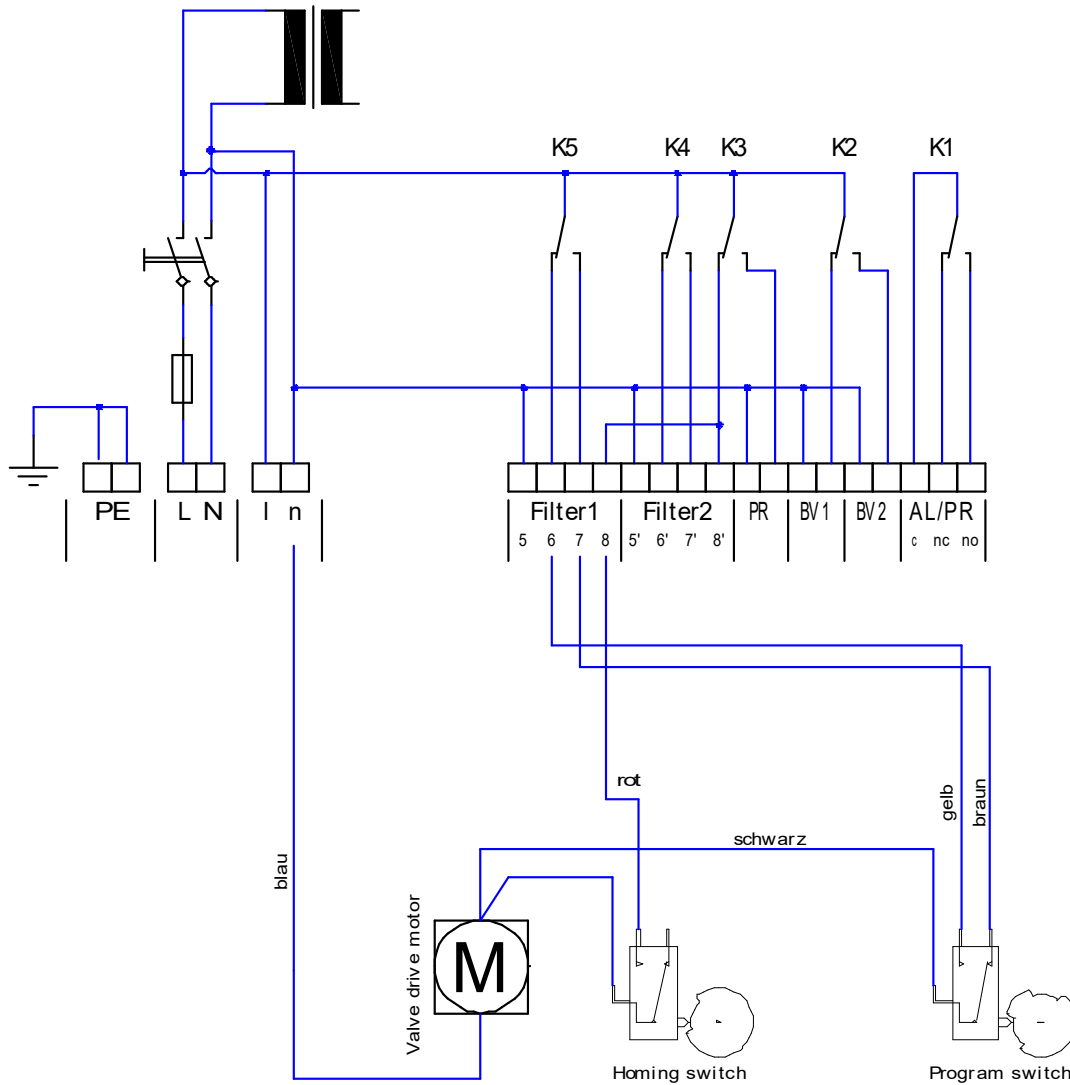 K5 K4 K3 K2 K1
PE L N l n Filter1 Filter2 PR BV1 BV2 AL/PR
5 6 7 8 5' 6' 7' 8' c nc no
rot
gelb
braun
schwarz
blau
Valve drive motor
M
Homing switch
Program switch